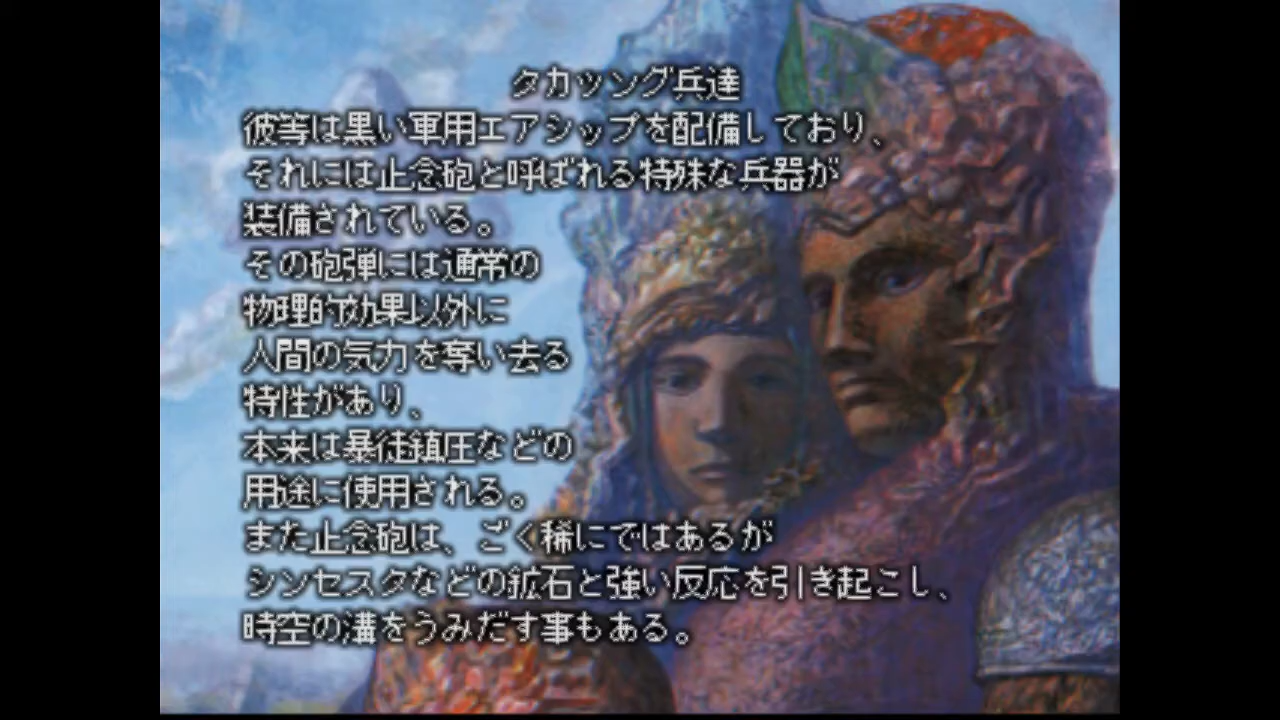 タカッング兵達
彼等は黒い軍用エアシップを配備しており、
それには止念砲と呼ばれる特殊な兵器が
装備されている。
その砲弾には通常の
物理的効果以外に
人間の気力を奪い去る
特性があり、
本来は暴徒鎮圧などの
用途に使用される。
また止念砲は、ごく稀にではあるが
シンセスタなどの鉱石と強い反応を引き起こし、
時空の溝をうみだす事もある。